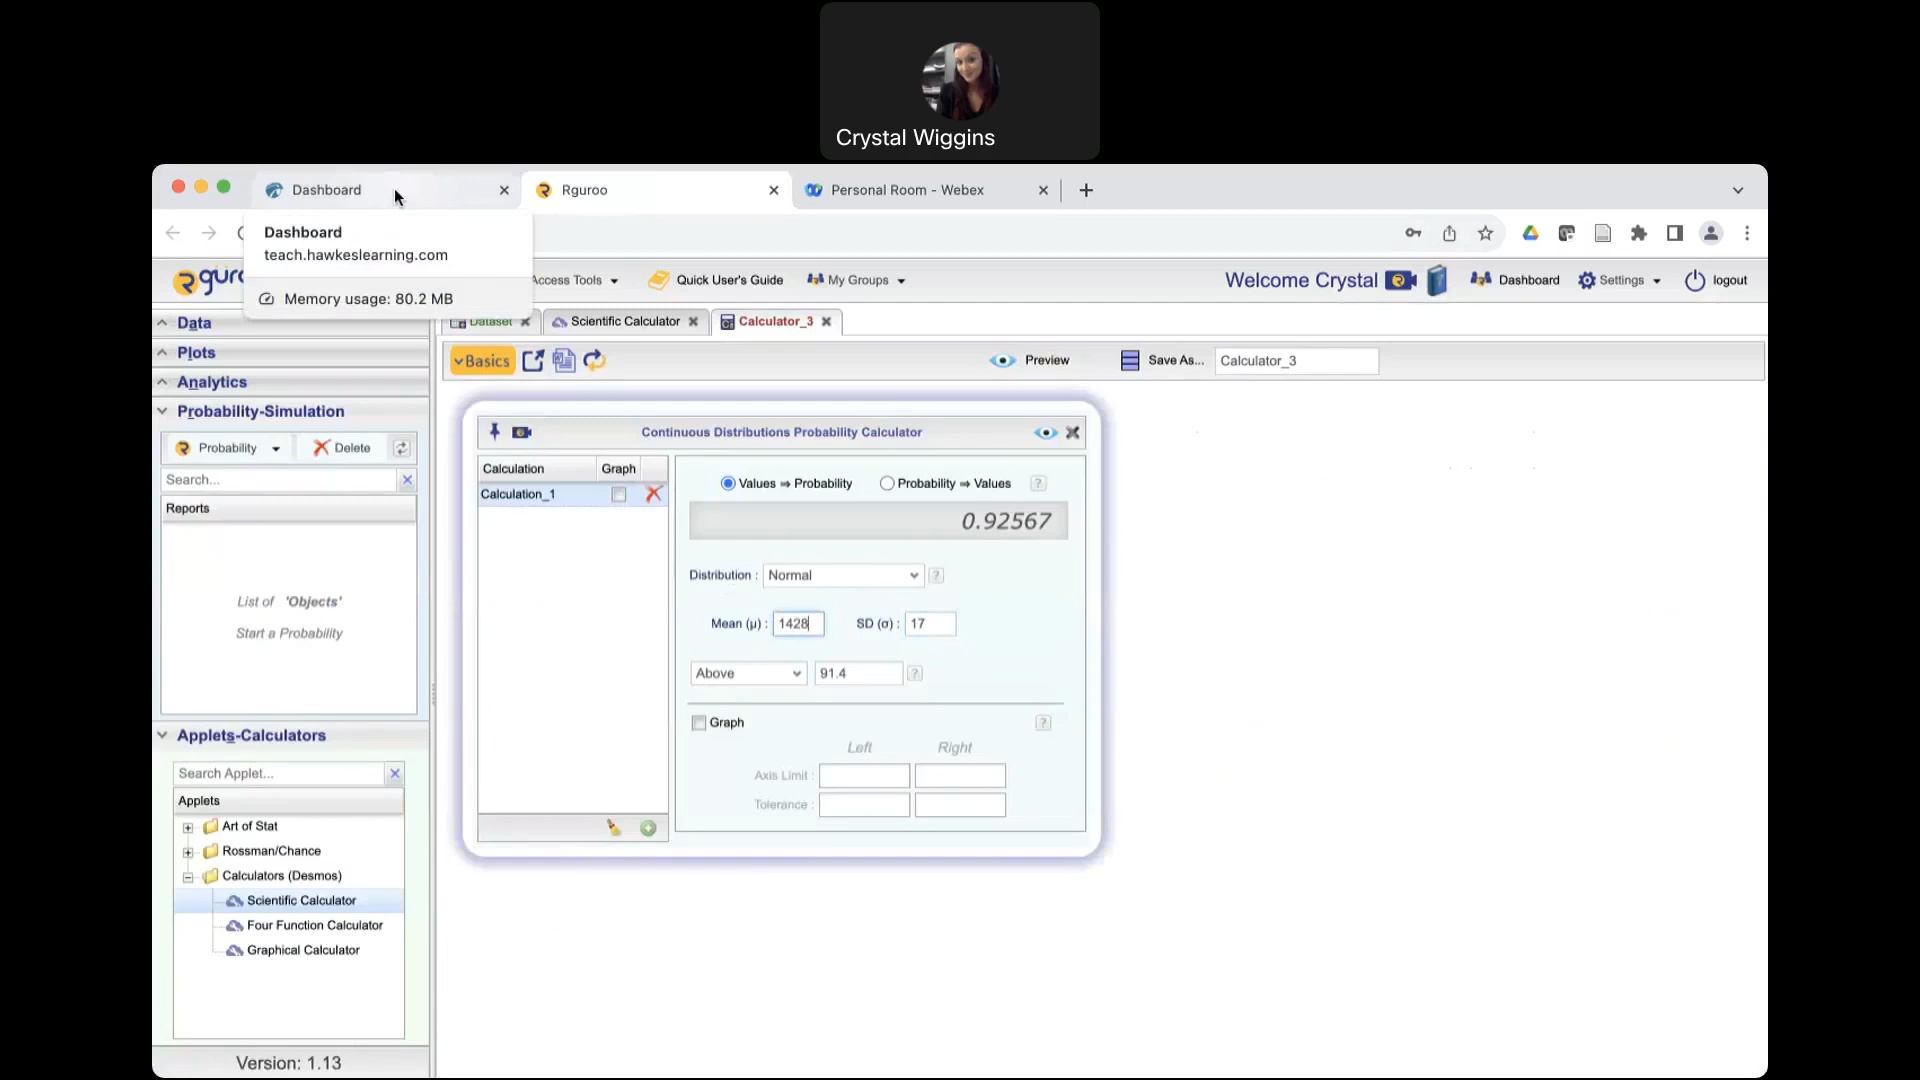 Crystal Wiggins
Dashboard
Rguroo
Personal Room - Webex
Dashboard
teach.hawkeslearning.com
Memory usage: 80.2 MB
Access Tools
Quick User's Guide
My Groups
Welcome Crystal
Dashboard
Settings
logout
Data
Plots
Analytics
Probability-Simulation
Probability
Delete
Search...
Reports
List of 'Objects'
Start a Probability
Applets-Calculators
Search Applet...
Applets
Art of Stat
Rossman/Chance
Calculators (Desmos)
Scientific Calculator
Four Function Calculator
Graphical Calculator
Version: 1.13
Dataset
Scientific Calculator
Calculator_3
Basics
Preview
Save As...
Calculator_3
Continuous Distributions Probability Calculator
Calculation
Graph
Calculation_1
Values ⇒ Probability
Probability ⇒ Values
?
0.92567
Distribution :
Normal
?
Mean (μ) :
1428
SD (σ) :
17
Above
91.4
?
Graph
?
Left
Right
Axis Limit :
Tolerance :